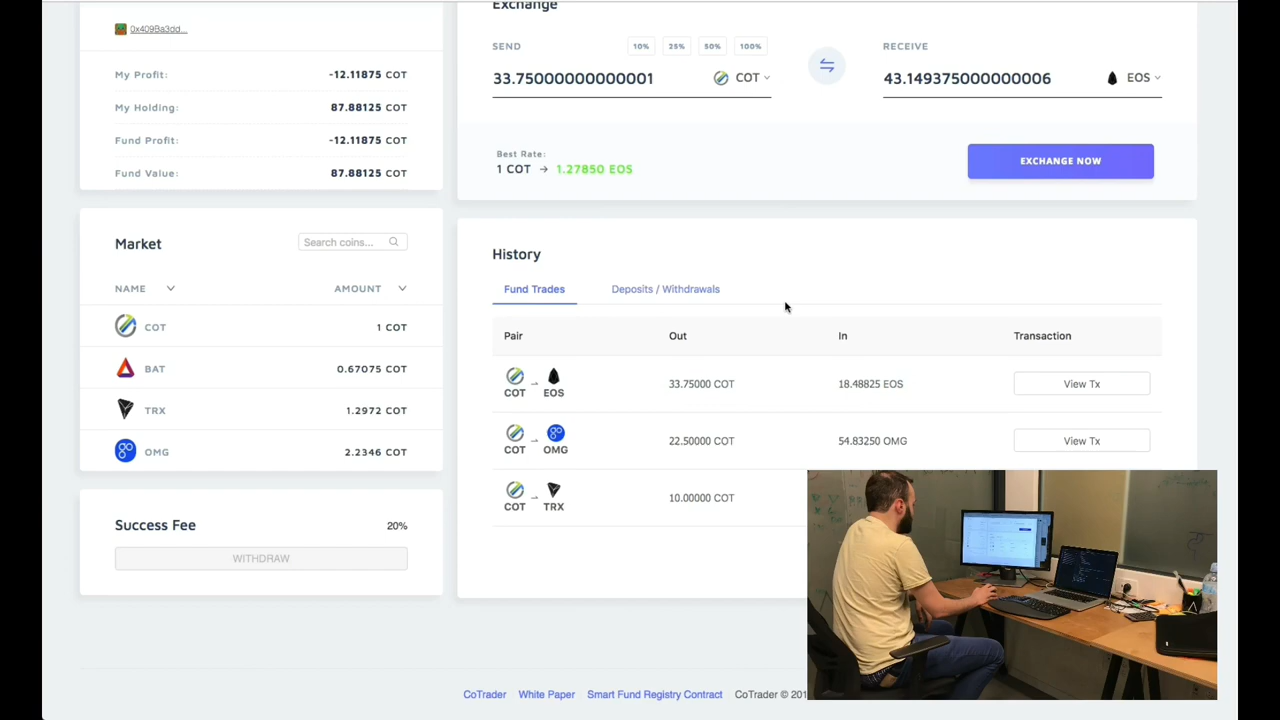 0x409Ba3dd...
My Profit: -12.11875 COT
My Holding: 87.88125 COT
Fund Profit: -12.11875 COT
Fund Value: 87.88125 COT
Exchange
SEND 10% 25% 50% 100%
33.75000000000001 COT
RECEIVE
43.149375000000006 EOS
Best Rate:
1 COT → 1.27850 EOS
EXCHANGE NOW
Market
Search coins...
NAME AMOUNT
COT 1 COT
BAT 0.67075 COT
TRX 1.2972 COT
OMG 2.2346 COT
Success Fee 20%
WITHDRAW
History
Fund Trades Deposits / Withdrawals
Pair Out In Transaction
COT → EOS 33.75000 COT 18.48825 EOS View Tx
COT → OMG 22.50000 COT 54.83250 OMG View Tx
COT → TRX 10.00000 COT
CoTrader White Paper Smart Fund Registry Contract CoTrader © 201